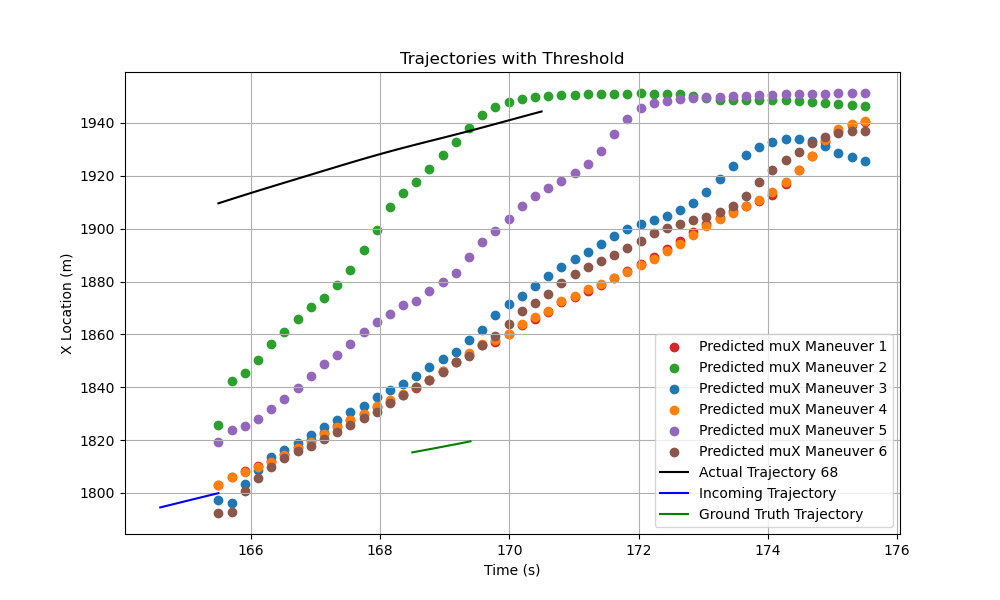 Trajectories with Threshold
X Location (m)
1940
1920
1900
1880
1860
1840
1820
1800
Predicted muX Maneuver 1
Predicted muX Maneuver 2
Predicted muX Maneuver 3
Predicted muX Maneuver 4
Predicted muX Maneuver 5
Predicted muX Maneuver 6
Actual Trajectory 68
Incoming Trajectory
Ground Truth Trajectory
166 168 170 172 174 176
Time (s)